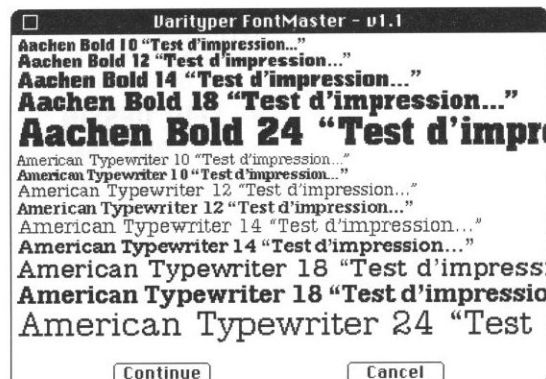 Varityper FontMaster - v1.1
Aachen Bold 10 “Test d’impression...”
Aachen Bold 12 “Test d’impression...”
Aachen Bold 14 “Test d’impression...”
Aachen Bold 18 “Test d’impression...”
Aachen Bold 24 “Test d’impre
American Typewriter 10 “Test d’impression...”
American Typewriter 10 “Test d’impression...”
American Typewriter 12 “Test d’impression...”
American Typewriter 12 “Test d’impression...”
American Typewriter 14 “Test d’impression...”
American Typewriter 14 “Test d’impression...”
American Typewriter 18 “Test d’impress
American Typewriter 18 “Test d’impressio
American Typewriter 24 “Test
Continue Cancel